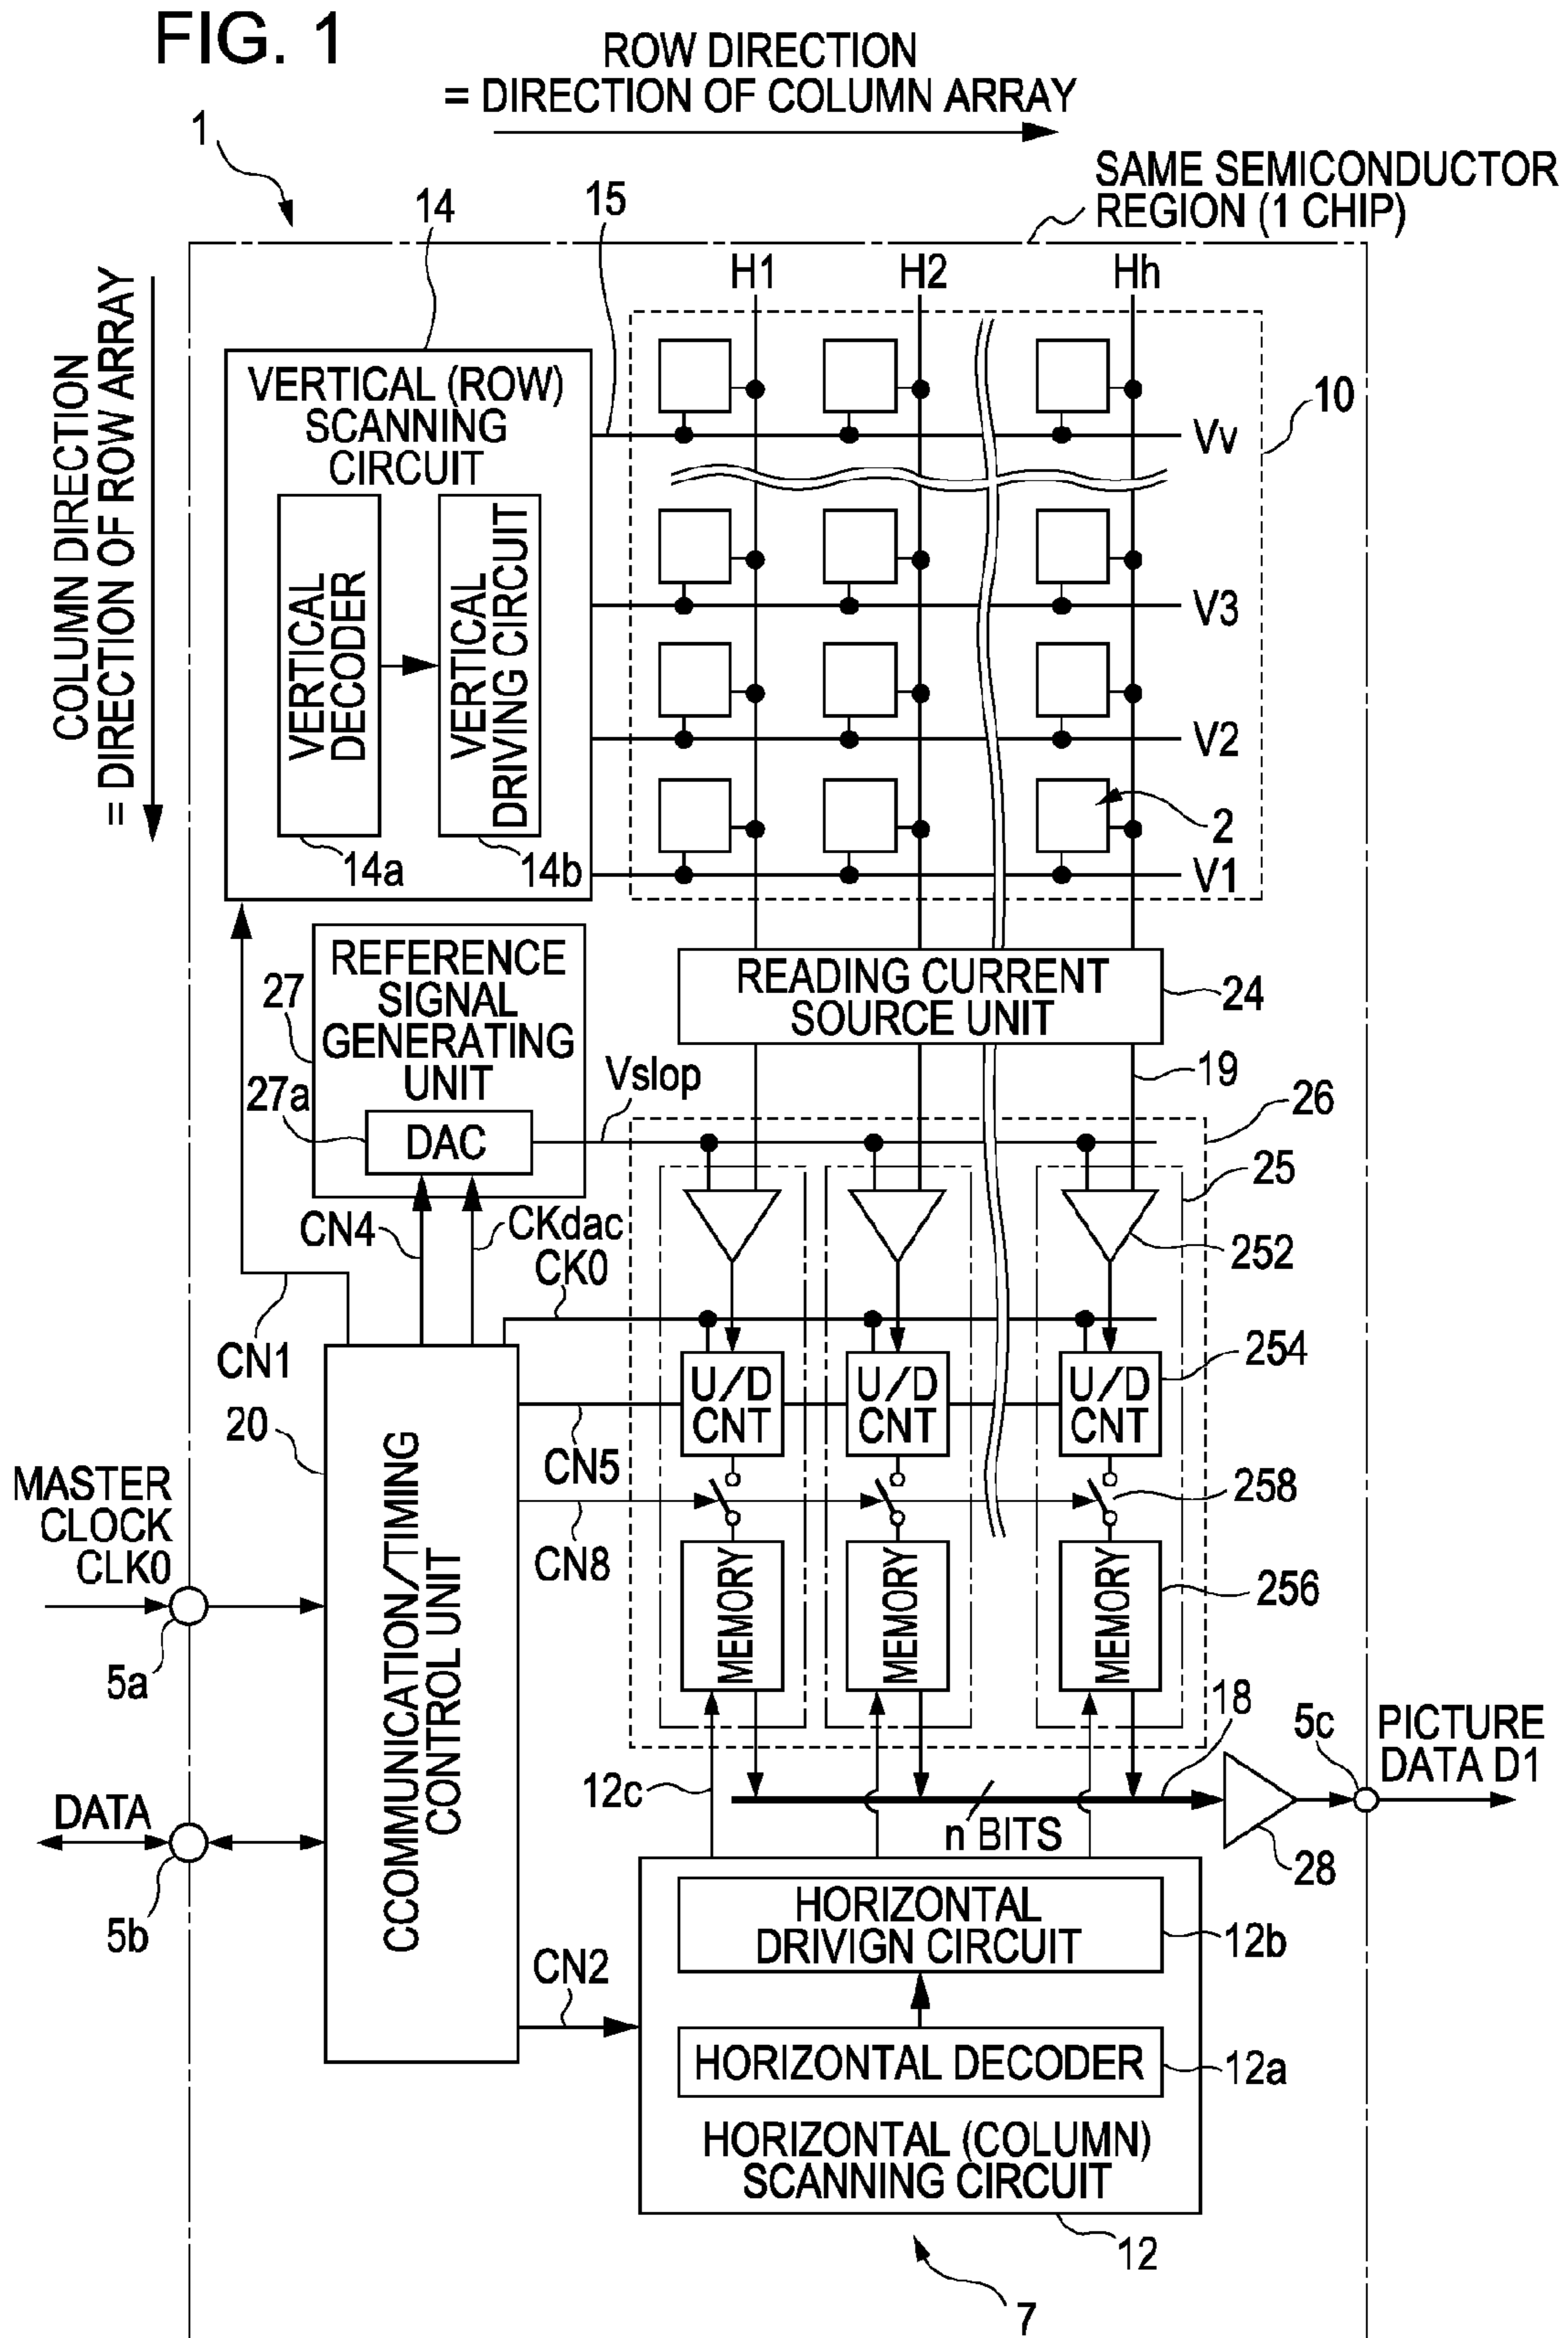 FIG. 1
ROW DIRECTION
= DIRECTION OF COLUMN ARRAY
1
SAME SEMICONDUCTOR
REGION (1 CHIP)
14
15
H1
H2
Hh
COLUMN DIRECTION
= DIRECTION OF ROW ARRAY
VERTICAL (ROW)
SCANNING
CIRCUIT
10
Vv
VERTICAL
DECODER
VERTICAL
DRIVING CIRCUIT
V3
V2
2
14a
14b
V1
REFERENCE
SIGNAL
GENERATING
UNIT
27
READING CURRENT
SOURCE UNIT
24
27a
Vslop
19
26
DAC
25
CN4
CKdac
CK0
252
CN1
254
U/D
CNT
U/D
CNT
U/D
CNT
20
CN5
258
MASTER
CLOCK
CLK0
CN8
256
CCOMMUNICATION/TIMING
CONTROL UNIT
MEMORY
MEMORY
MEMORY
5a
18
5c
PICTURE
DATA D1
12c
DATA
n BITS
28
5b
HORIZONTAL
DRIVIGN CIRCUIT
12b
CN2
HORIZONTAL DECODER
12a
HORIZONTAL (COLUMN)
SCANNING CIRCUIT
12
7